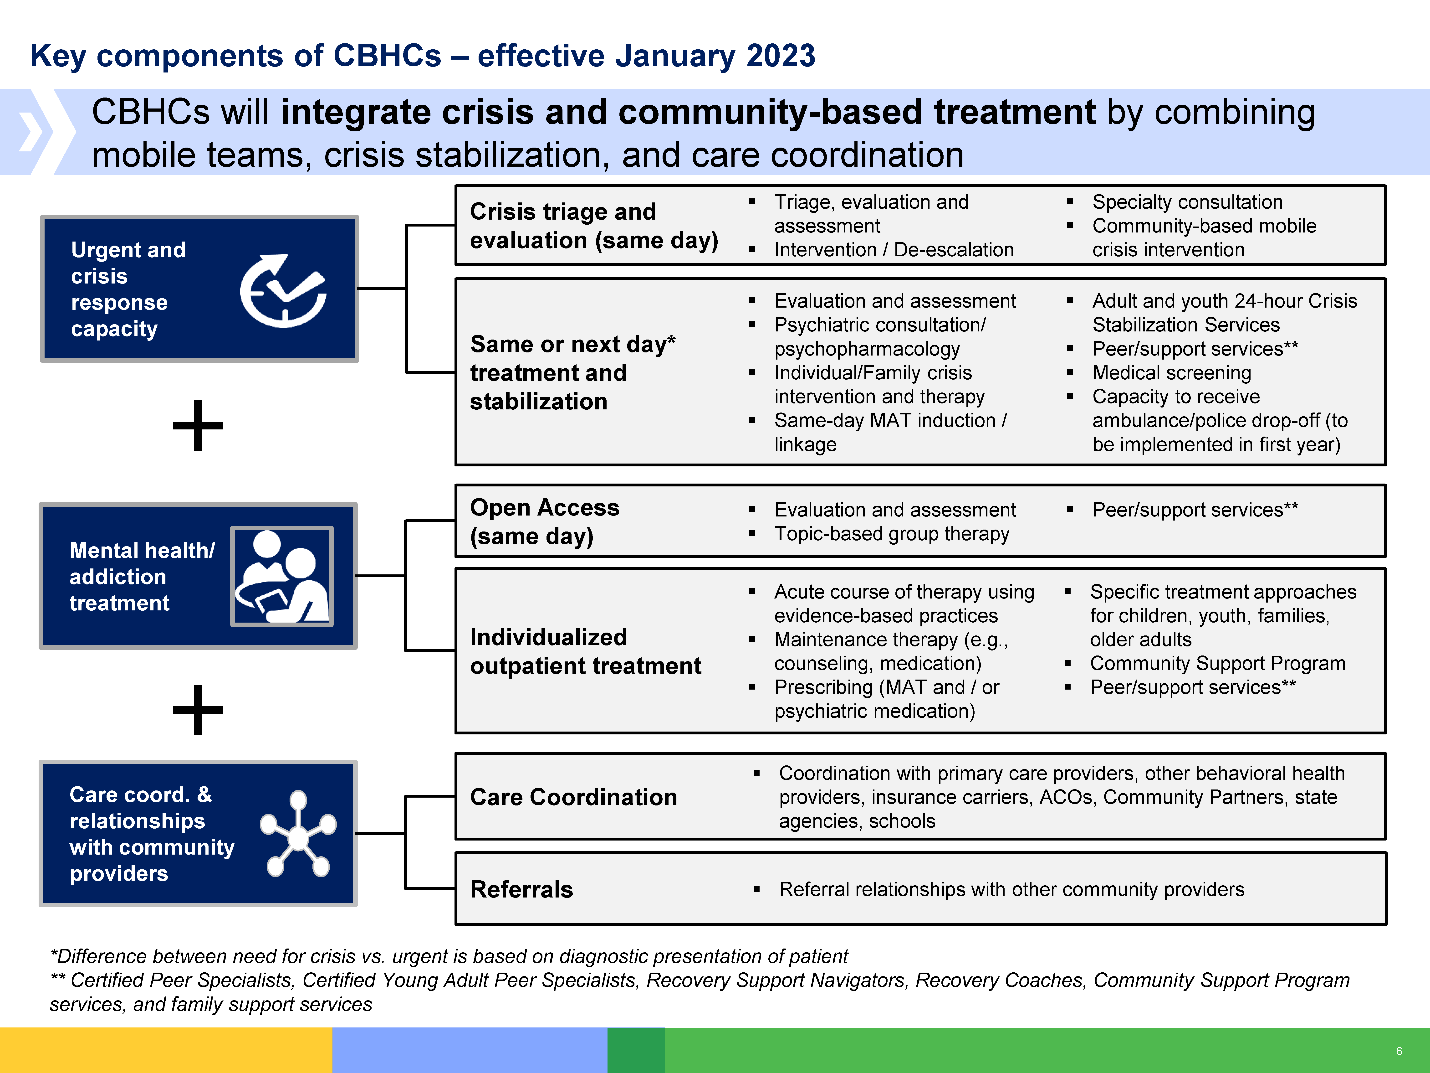 Key components of CBHCs – effective January 2023
CBHCs will integrate crisis and community-based treatment by combining
mobile teams, crisis stabilization, and care coordination
Urgent and
crisis
response
capacity
Crisis triage and
evaluation (same day)
▪ Triage, evaluation and
assessment
▪ Intervention / De-escalation
▪ Specialty consultation
▪ Community-based mobile
crisis intervention
Same or next day*
treatment and
stabilization
▪ Evaluation and assessment
▪ Psychiatric consultation/
psychopharmacology
▪ Individual/Family crisis
intervention and therapy
▪ Same-day MAT induction /
linkage
▪ Adult and youth 24-hour Crisis
Stabilization Services
▪ Peer/support services**
▪ Medical screening
▪ Capacity to receive
ambulance/police drop-off (to
be implemented in first year)
+
Mental health/
addiction
treatment
Open Access
(same day)
▪ Evaluation and assessment
▪ Topic-based group therapy
▪ Peer/support services**
Individualized
outpatient treatment
▪ Acute course of therapy using
evidence-based practices
▪ Maintenance therapy (e.g.,
counseling, medication)
▪ Prescribing (MAT and / or
psychiatric medication)
▪ Specific treatment approaches
for children, youth, families,
older adults
▪ Community Support Program
▪ Peer/support services**
+
Care coord. &
relationships
with community
providers
Care Coordination
▪ Coordination with primary care providers, other behavioral health
providers, insurance carriers, ACOs, Community Partners, state
agencies, schools
Referrals
▪ Referral relationships with other community providers
*Difference between need for crisis vs. urgent is based on diagnostic presentation of patient
** Certified Peer Specialists, Certified Young Adult Peer Specialists, Recovery Support Navigators, Recovery Coaches, Community Support Program
services, and family support services
6